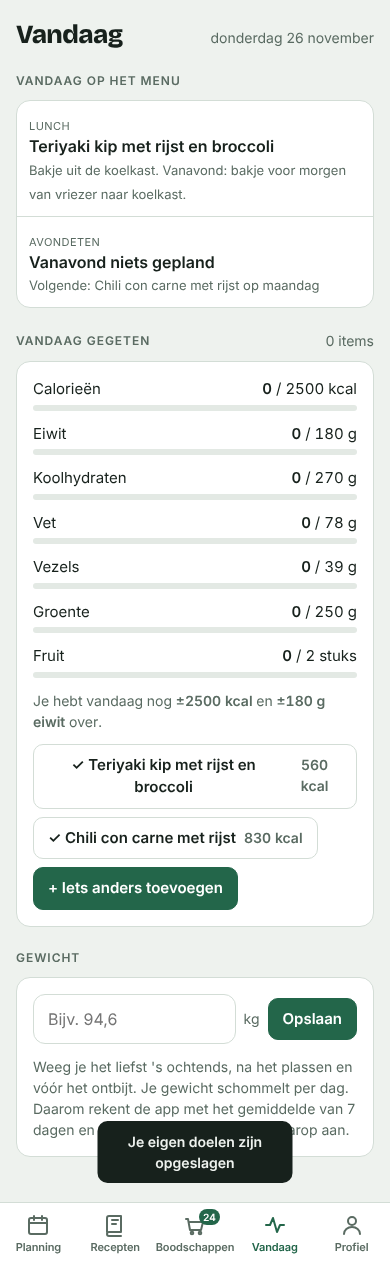 Vandaag
donderdag 26 november
VANDAAG OP HET MENU
LUNCH
Teriyaki kip met rijst en broccoli
Bakje uit de koelkast. Vanavond: bakje voor morgen
van vriezer naar koelkast.
AVONDETEN
Vanavond niets gepland
Volgende: Chili con carne met rijst op maandag
VANDAAG GEGETEN
0 items
Calorieën 0 / 2500 kcal
Eiwit 0 / 180 g
Koolhydraten 0 / 270 g
Vet 0 / 78 g
Vezels 0 / 39 g
Groente 0 / 250 g
Fruit 0 / 2 stuks
Je hebt vandaag nog ±2500 kcal en ±180 g
eiwit over.
✓ Teriyaki kip met rijst en
broccoli
560
kcal
✓ Chili con carne met rijst 830 kcal
+ Iets anders toevoegen
GEWICHT
Bijv. 94,6
kg
Opslaan
Weeg je het liefst 's ochtends, na het plassen en
vóór het ontbijt. Je gewicht schommelt per dag.
Daarom rekent de app met het gemiddelde van 7
dagen en
aan.
Je eigen doelen zijn
opgeslagen
24
Planning
Recepten
Boodschappen
Vandaag
Profiel